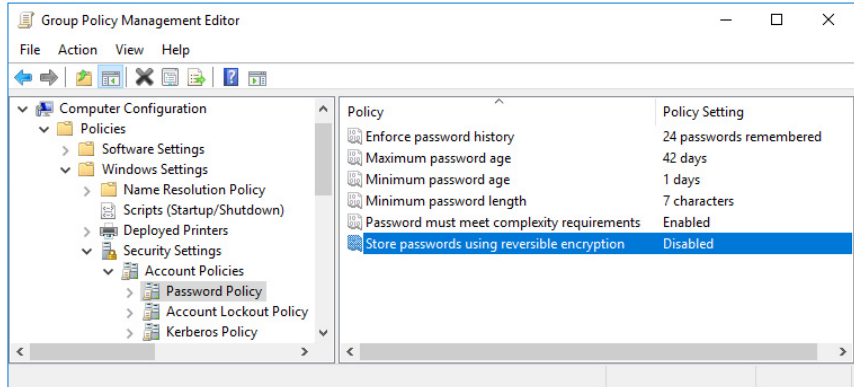 Group Policy Management Editor
File Action View Help
Computer Configuration
Policies
Software Settings
Windows Settings
Name Resolution Policy
Scripts (Startup/Shutdown)
Deployed Printers
Security Settings
Account Policies
Password Policy
Account Lockout Policy
Kerberos Policy
Policy Policy Setting
Enforce password history 24 passwords remembered
Maximum password age 42 days
Minimum password age 1 days
Minimum password length 7 characters
Password must meet complexity requirements Enabled
Store passwords using reversible encryption Disabled